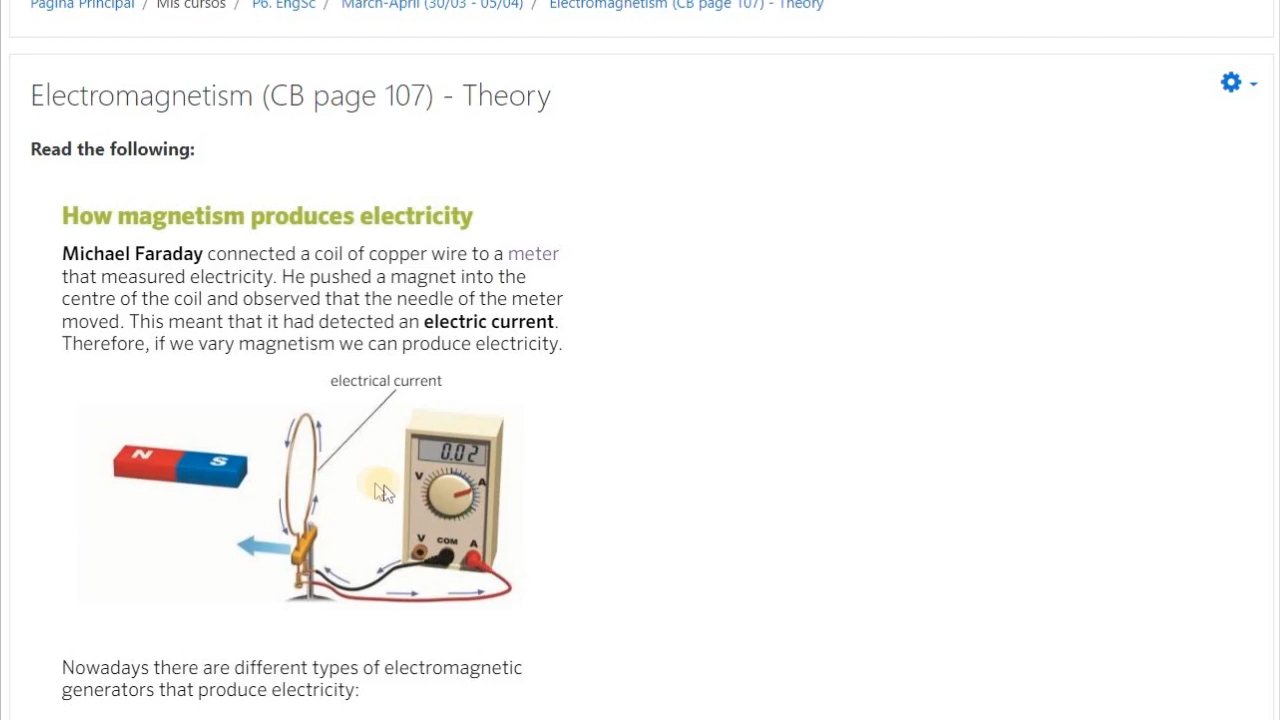 Página Principal / Mis cursos / P6. EngSc / March-April (30/03 - 05/04) / Electromagnetism (CB page 107) - Theory
Electromagnetism (CB page 107) - Theory
Read the following:
How magnetism produces electricity
Michael Faraday connected a coil of copper wire to a meter
that measured electricity. He pushed a magnet into the
centre of the coil and observed that the needle of the meter
moved. This meant that it had detected an electric current.
Therefore, if we vary magnetism we can produce electricity.
electrical current
N S
0.02
V A
V COM A
Nowadays there are different types of electromagnetic
generators that produce electricity: